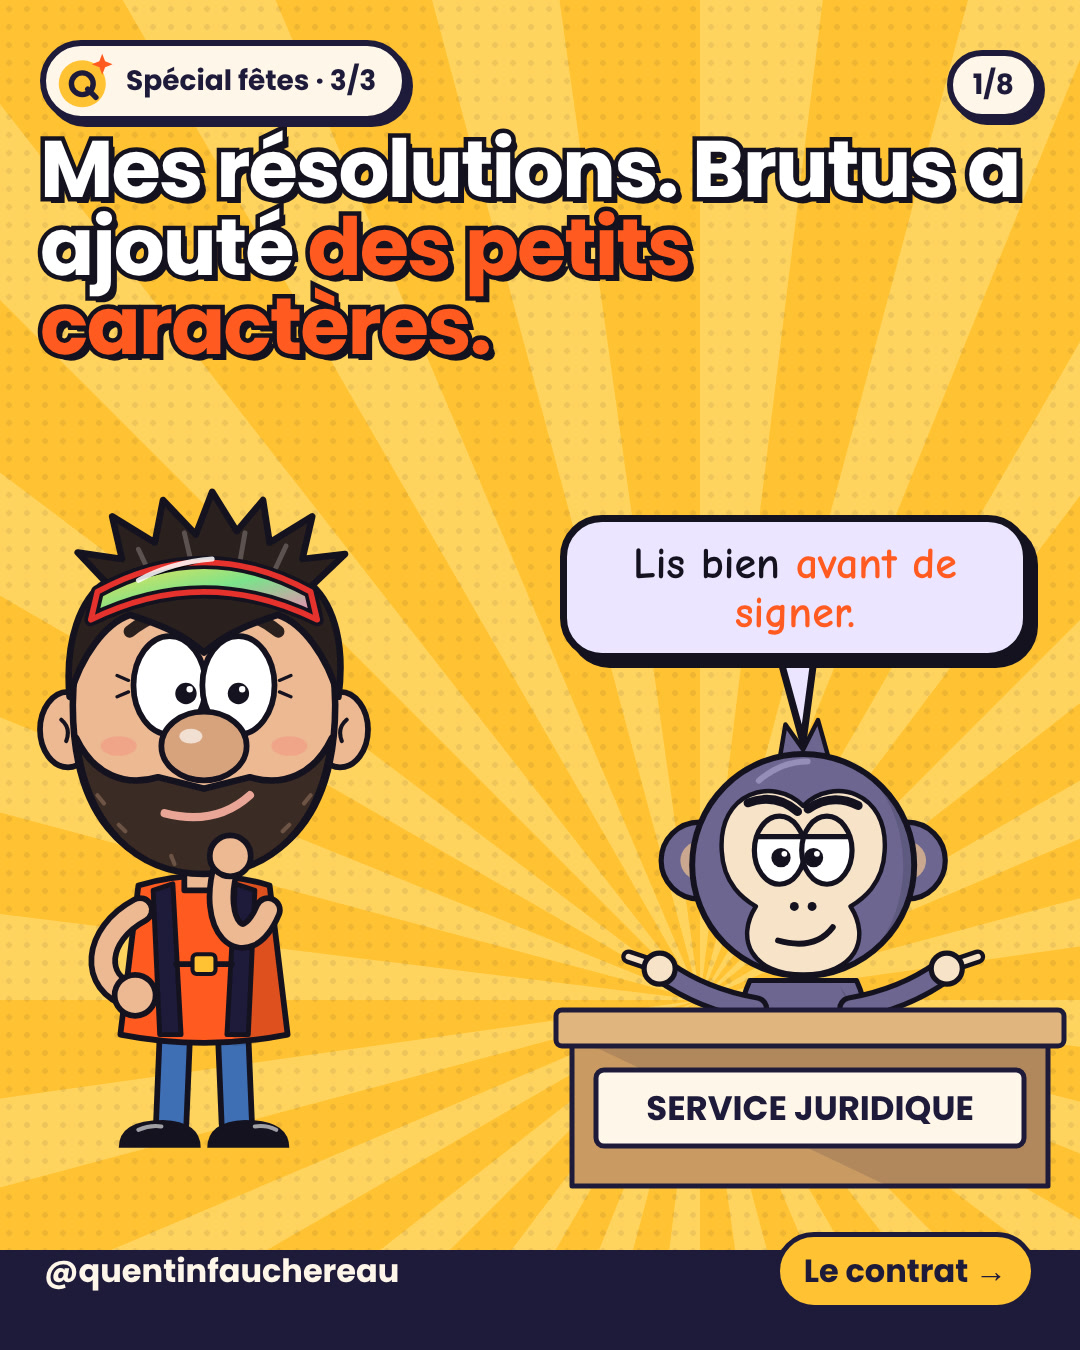 Q
Spécial fêtes · 3/3
1/8
Mes résolutions. Brutus a
ajouté des petits
caractères.
Lis bien avant de
signer.
SERVICE JURIDIQUE
@quentinfauchereau
Le contrat →